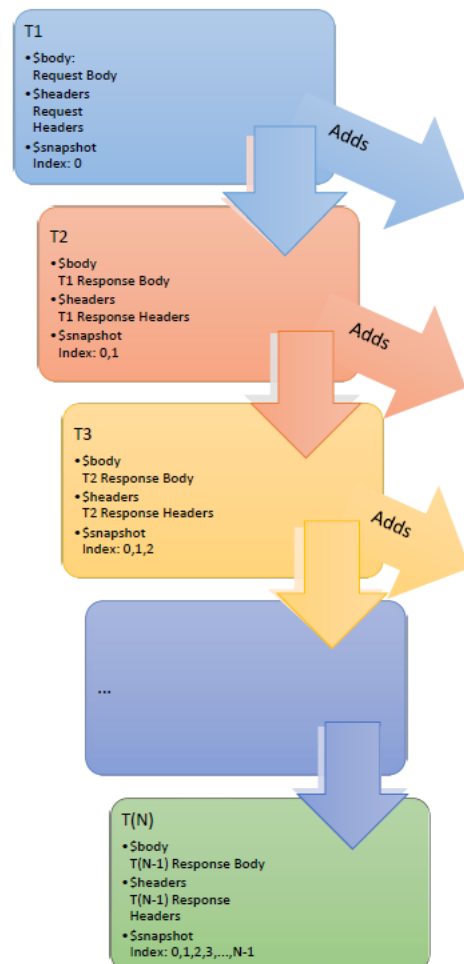 T1
•$body:
Request Body
•$headers
Request
Headers
•$snapshot
Index: 0
Adds
T2
•$body
T1 Response Body
•$headers
T1 Response Headers
•$snapshot
Index: 0,1
Adds
T3
•$body
T2 Response Body
•$headers
T2 Response Headers
•$snapshot
Index: 0,1,2
Adds
...
T(N)
•$body
T(N-1) Response Body
•$headers
T(N-1) Response
Headers
•$snapshot
Index: 0,1,2,3,...,N-1